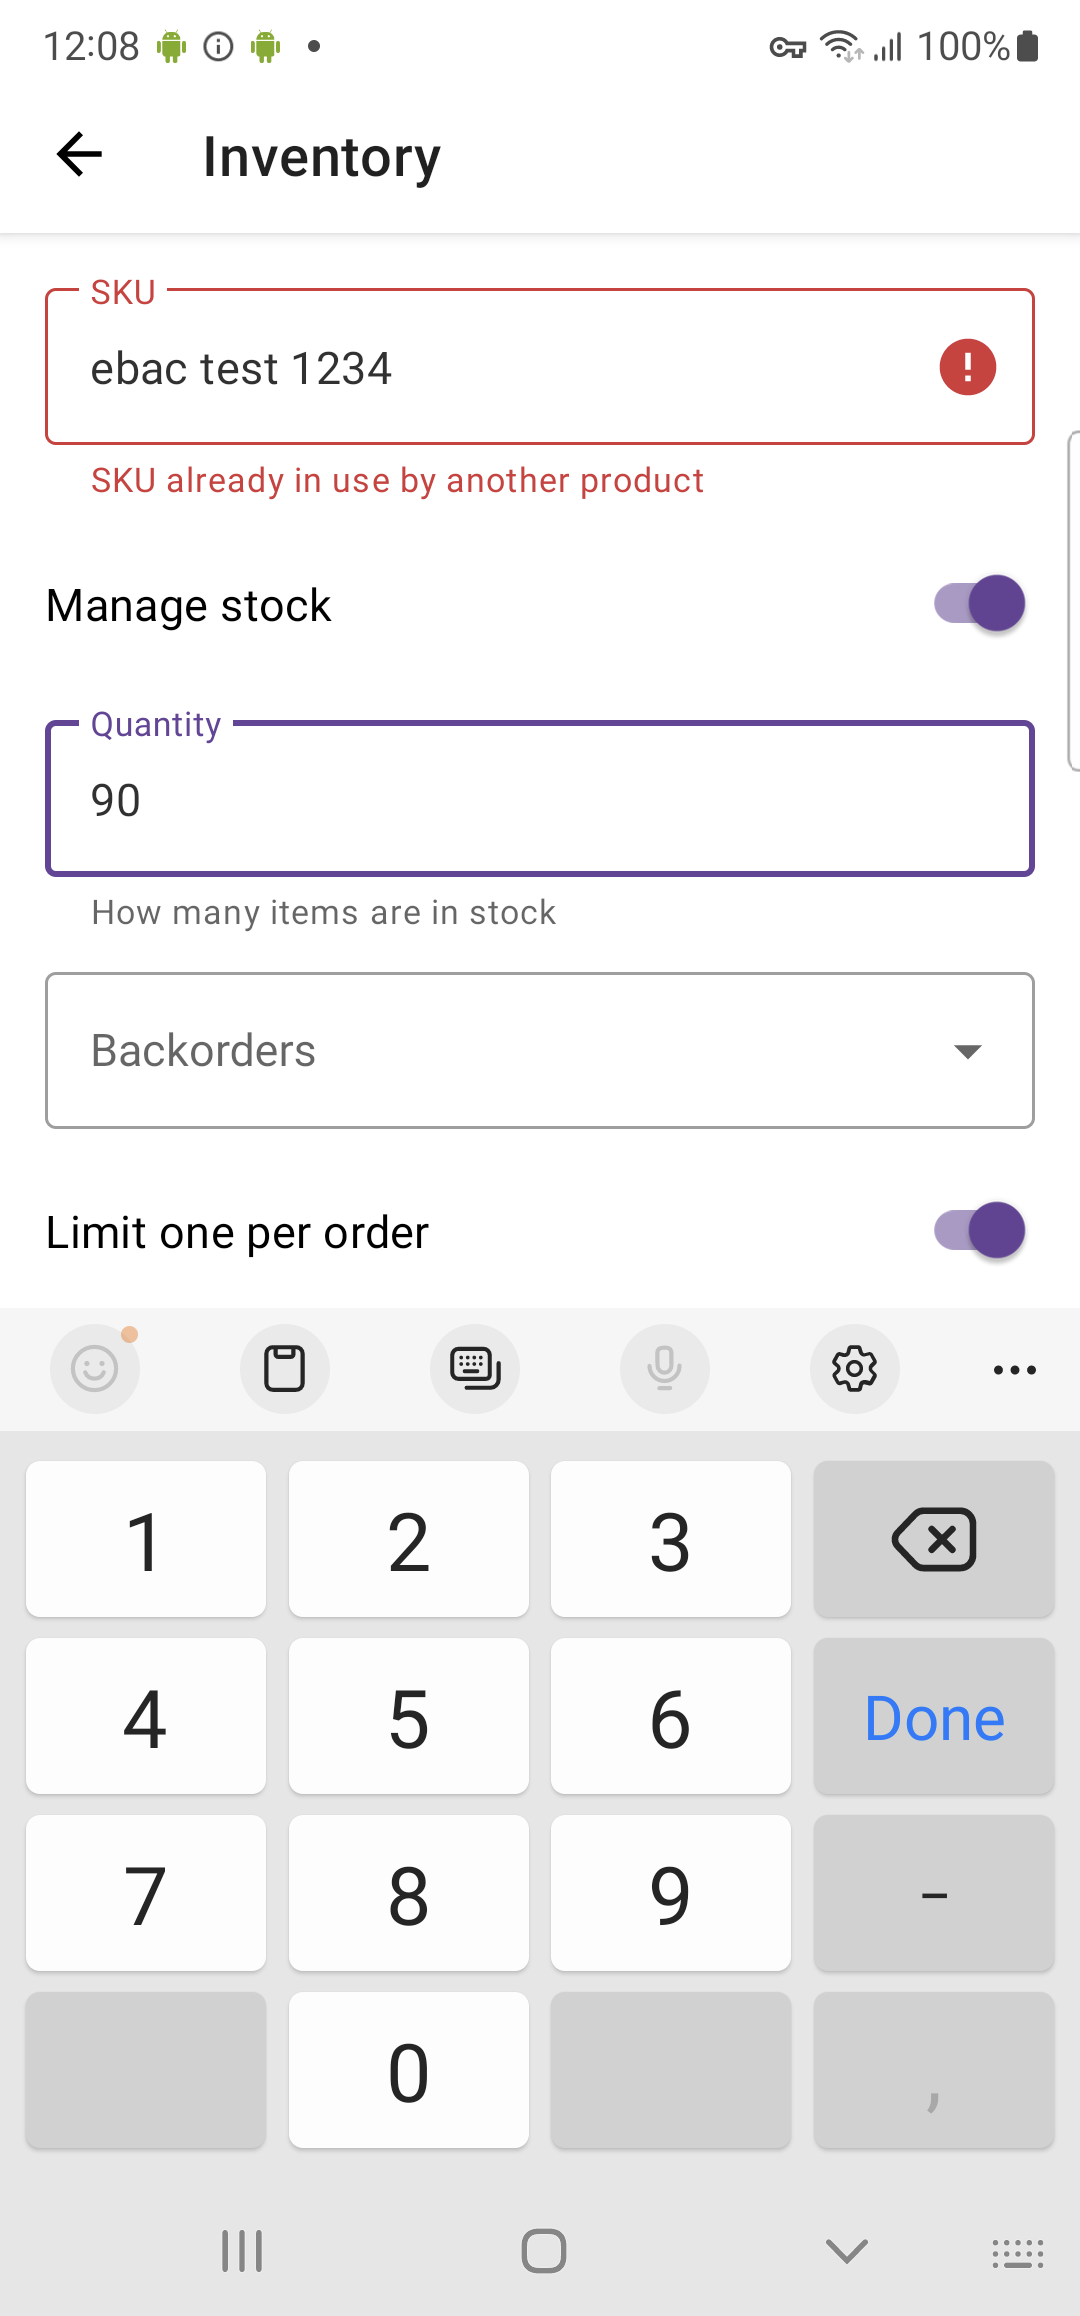 12:08 100%
Inventory
SKU
ebac test 1234
SKU already in use by another product
Manage stock
Quantity
90
How many items are in stock
Backorders
Limit one per order
1 2 3
4 5 6 Done
7 8 9 -
0 ,